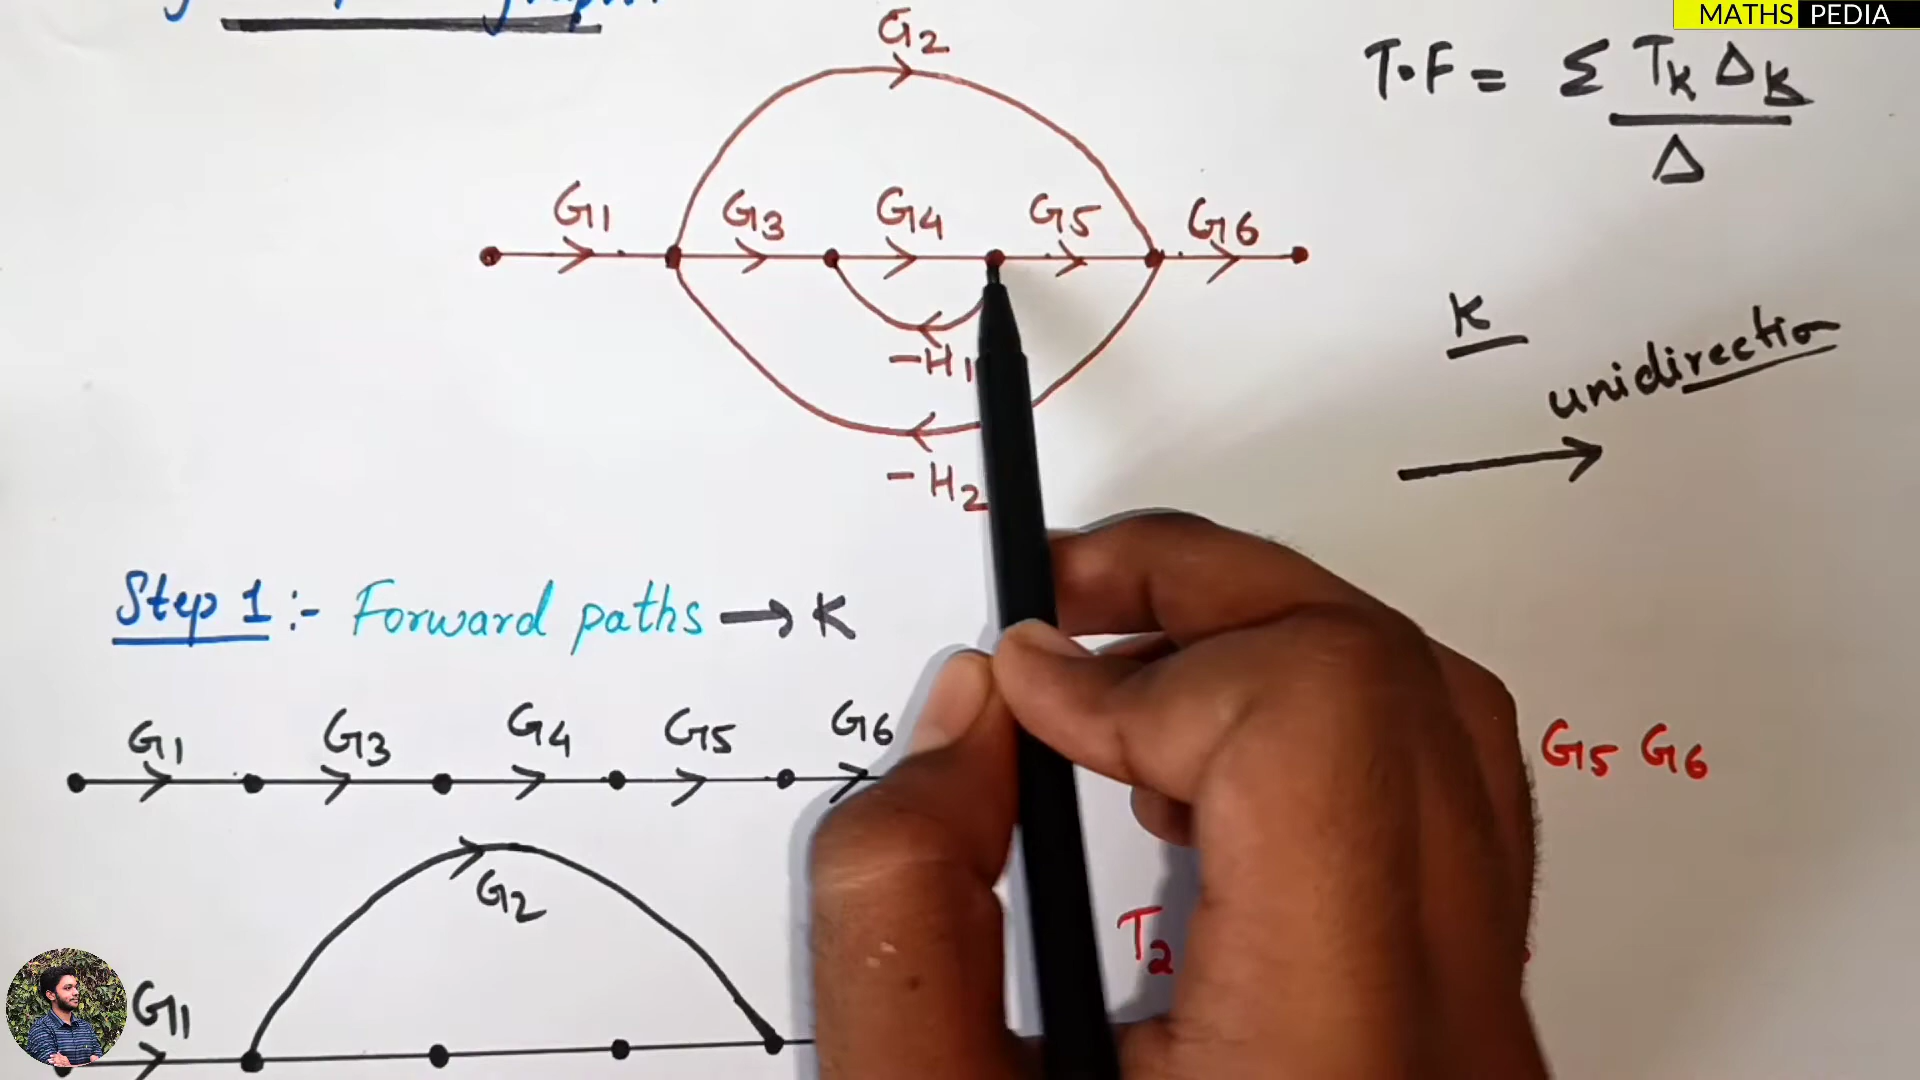 MATHS PEDIA
G2
T.F = Σ Tk Δk
Δ
G1 G3 G4 G5 G6
-H1
-H2
k
unidirection
Step 1:- Forward paths → K
G1 G3 G4 G5 G6
G5 G6
G2
T2
G1